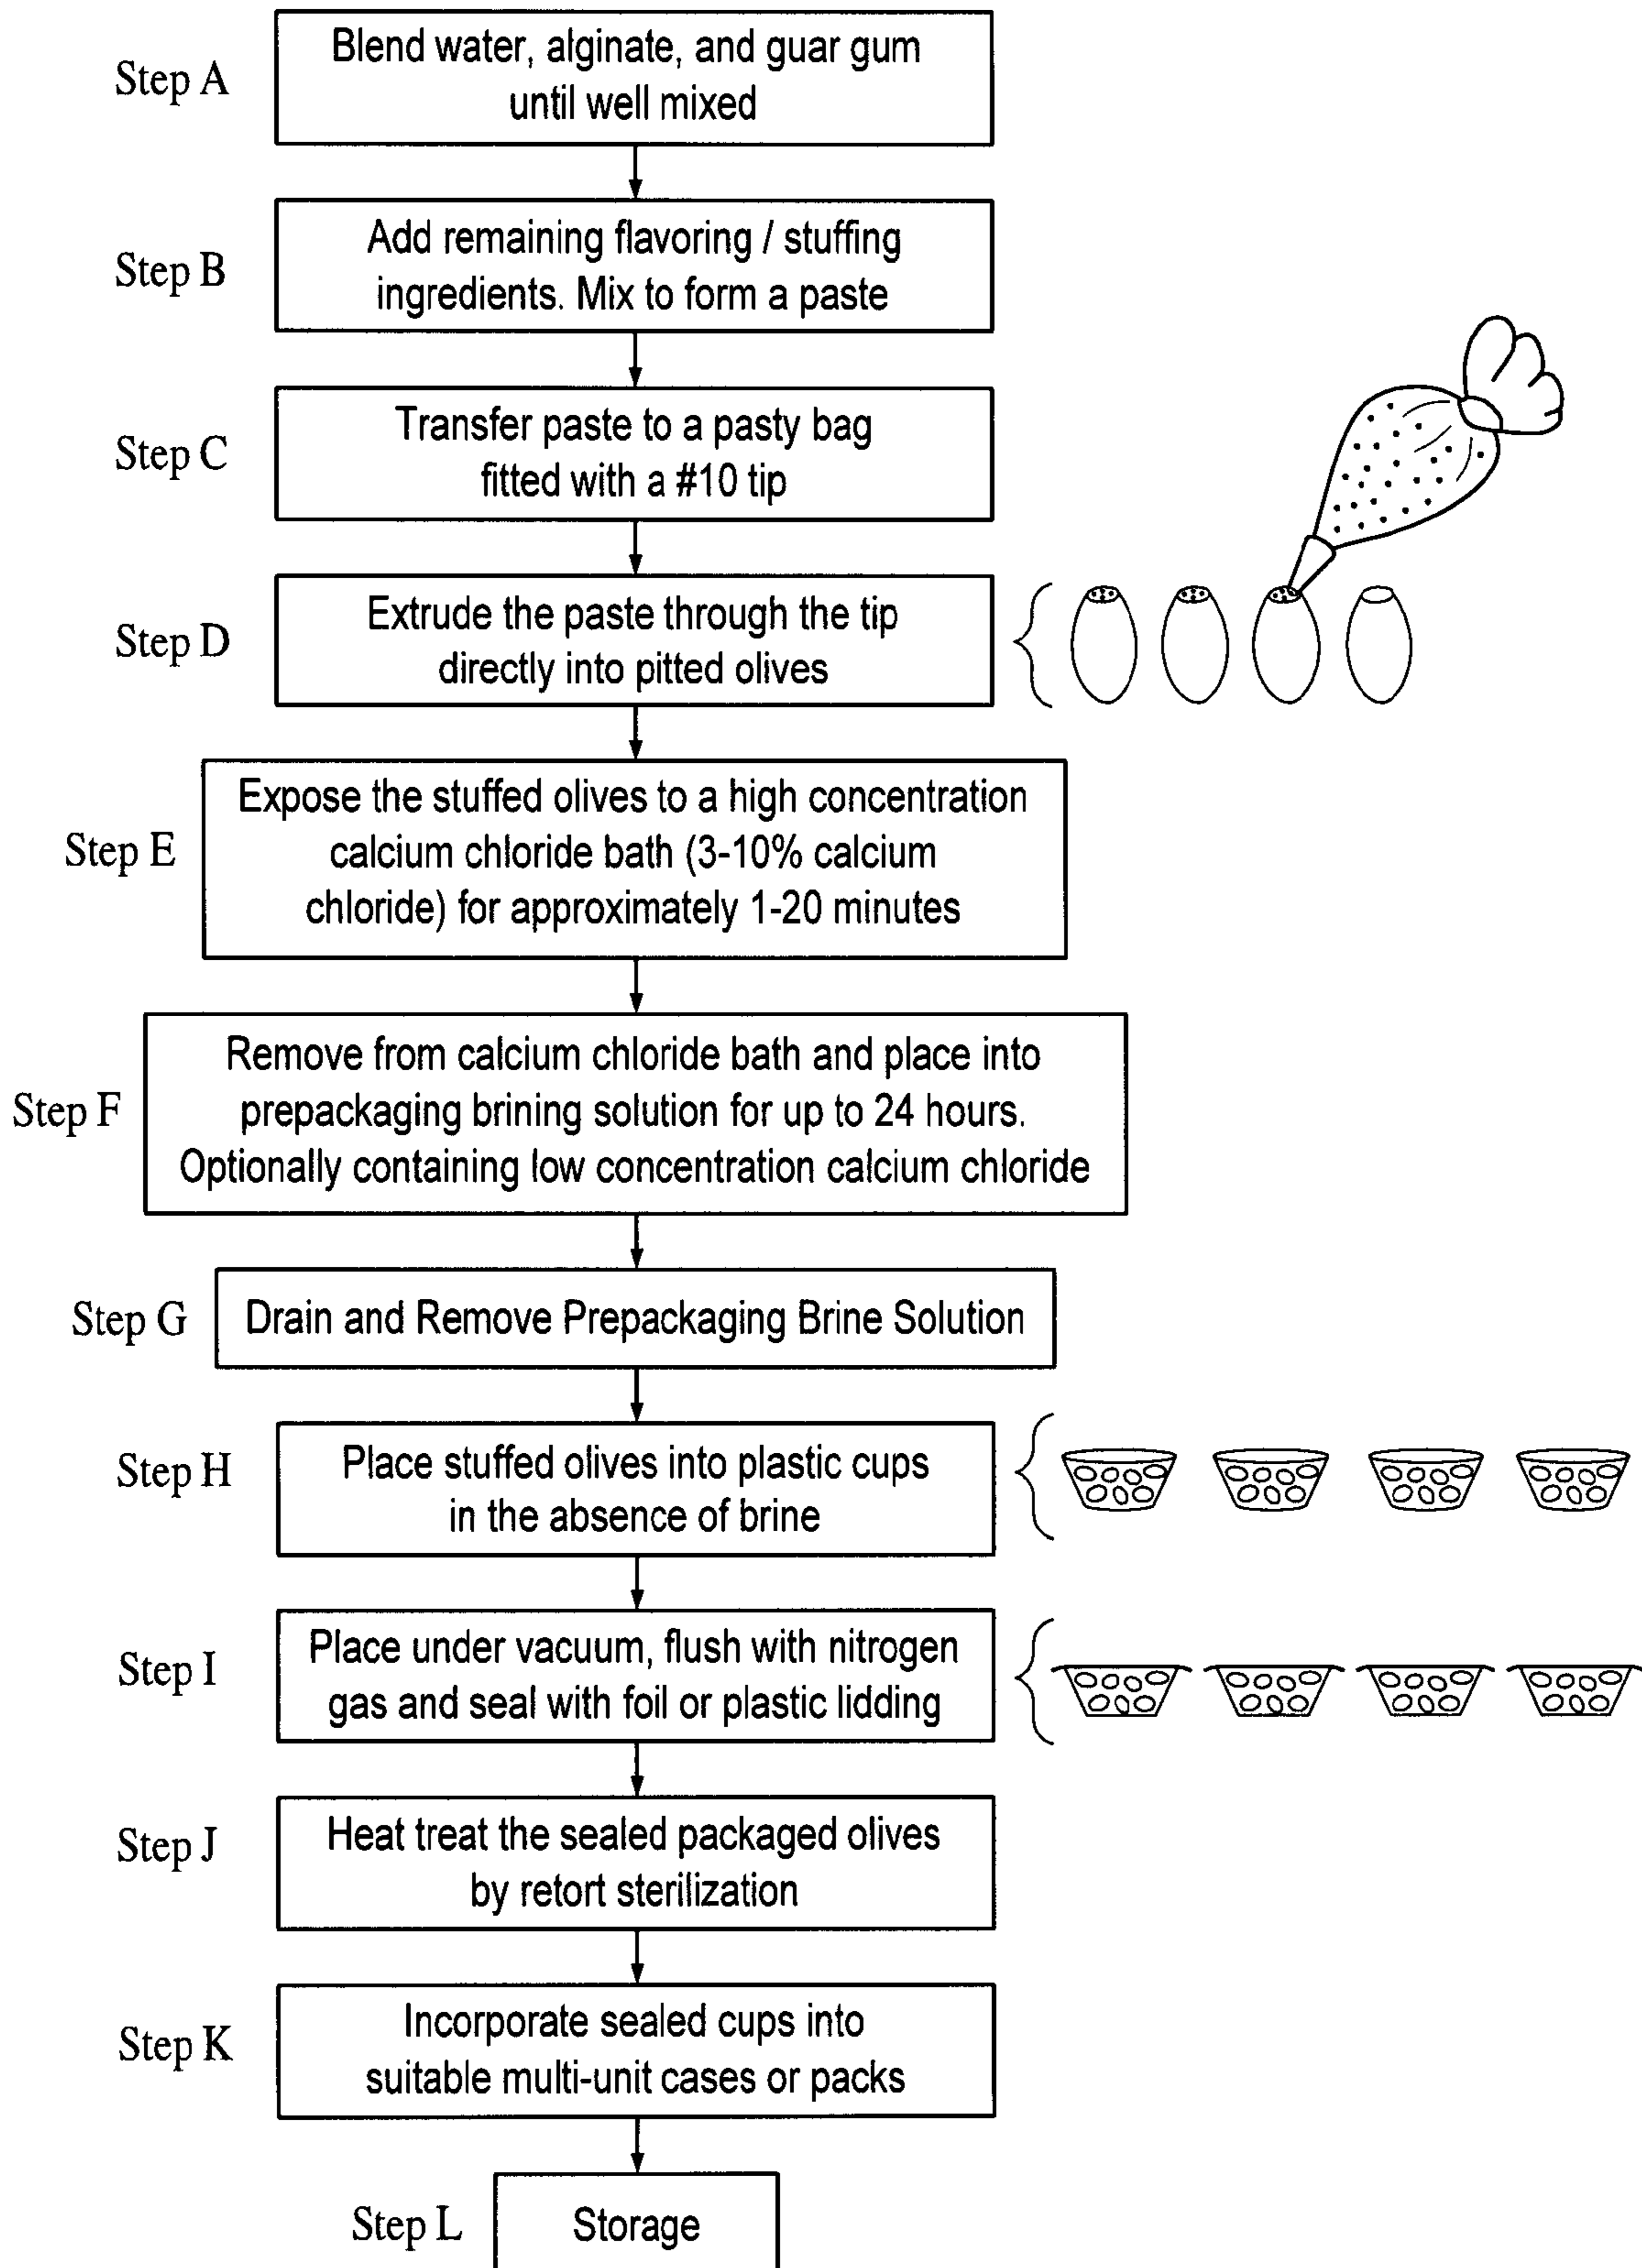 Step A
Blend water, alginate, and guar gum
until well mixed
Step B
Add remaining flavoring / stuffing
ingredients. Mix to form a paste
Step C
Transfer paste to a pasty bag
fitted with a #10 tip
Step D
Extrude the paste through the tip
directly into pitted olives
Step E
Expose the stuffed olives to a high concentration
calcium chloride bath (3-10% calcium
chloride) for approximately 1-20 minutes
Step F
Remove from calcium chloride bath and place into
prepackaging brining solution for up to 24 hours.
Optionally containing low concentration calcium chloride
Step G
Drain and Remove Prepackaging Brine Solution
Step H
Place stuffed olives into plastic cups
in the absence of brine
Step I
Place under vacuum, flush with nitrogen
gas and seal with foil or plastic lidding
Step J
Heat treat the sealed packaged olives
by retort sterilization
Step K
Incorporate sealed cups into
suitable multi-unit cases or packs
Step L
Storage